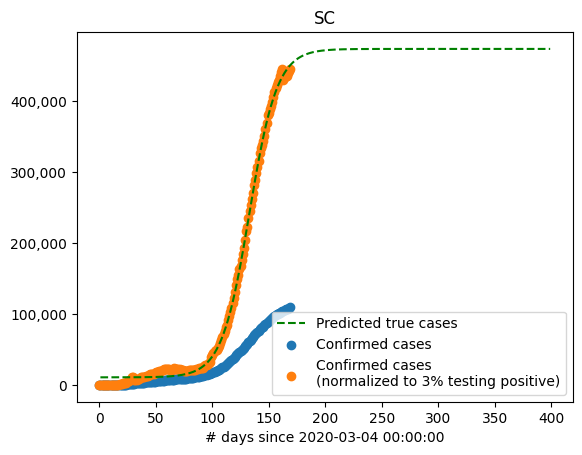 SC
400,000
300,000
200,000
100,000
0
Predicted true cases
Confirmed cases
Confirmed cases
(normalized to 3% testing positive)
0 50 100 150 200 250 300 350 400
# days since 2020-03-04 00:00:00